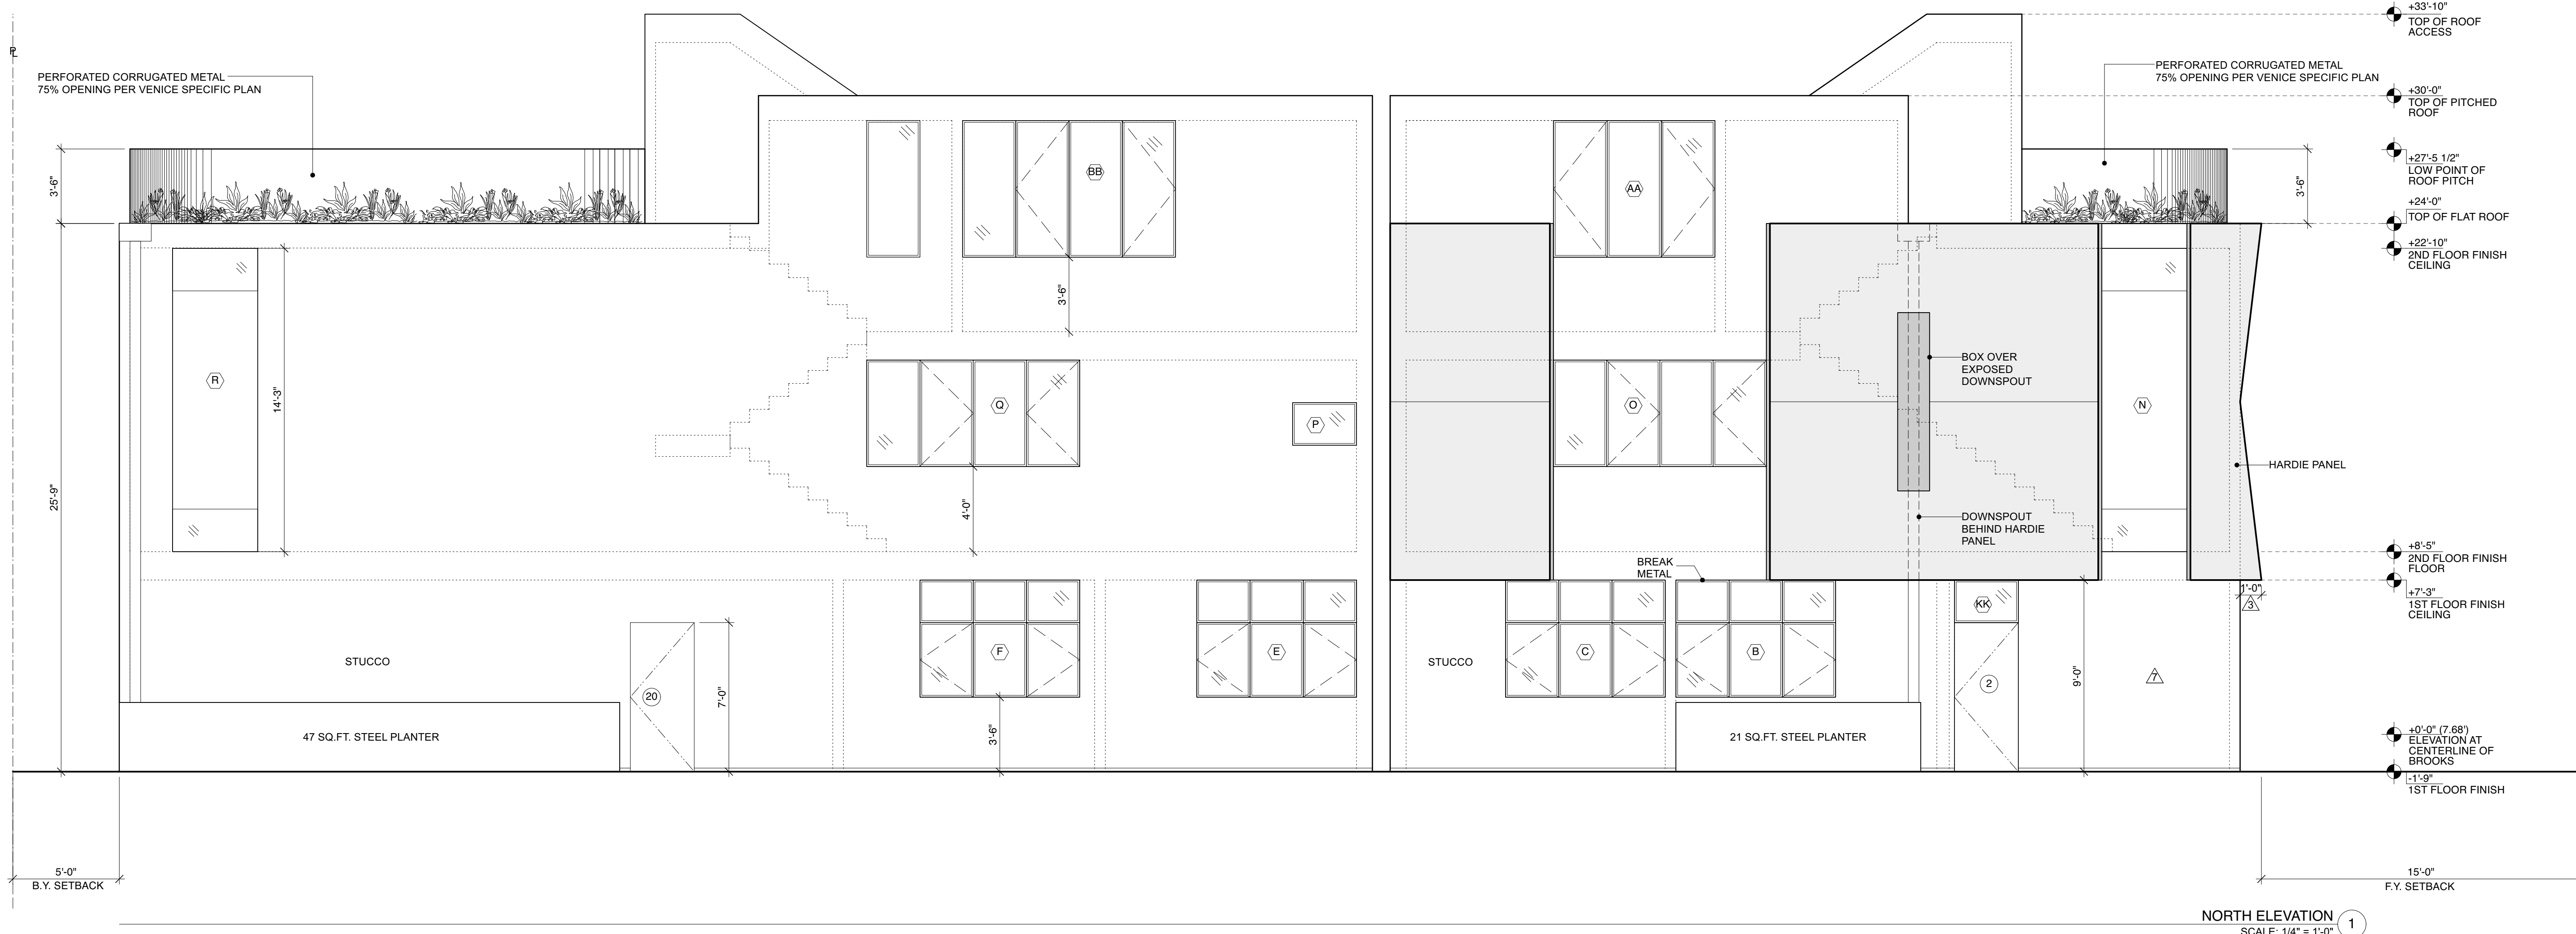 PL
PERFORATED CORRUGATED METAL
75% OPENING PER VENICE SPECIFIC PLAN
PERFORATED CORRUGATED METAL
75% OPENING PER VENICE SPECIFIC PLAN
+33'-10"
TOP OF ROOF
ACCESS
+30'-0"
TOP OF PITCHED
ROOF
+27'-5 1/2"
LOW POINT OF
ROOF PITCH
+24'-0"
TOP OF FLAT ROOF
+22'-10"
2ND FLOOR FINISH
CEILING
3'-6"
BB
AA
3'-6"
3'-6"
R
14'-3"
Q
P
O
BOX OVER
EXPOSED
DOWNSPOUT
N
HARDIE PANEL
25'-9"
4'-0"
DOWNSPOUT
BEHIND HARDIE
PANEL
BREAK
METAL
+8'-5"
2ND FLOOR FINISH
FLOOR
+7'-3"
1ST FLOOR FINISH
CEILING
1'-0"
3
KK
STUCCO
F
E
STUCCO
C
B
2
9'-0"
7
20
7'-0"
3'-6"
47 SQ.FT. STEEL PLANTER
21 SQ.FT. STEEL PLANTER
+0'-0" (7.68')
ELEVATION AT
CENTERLINE OF
BROOKS
-1'-9"
1ST FLOOR FINISH
5'-0"
B.Y. SETBACK
15'-0"
F.Y. SETBACK
NORTH ELEVATION
1
SCALE: 1/4" = 1'-0"